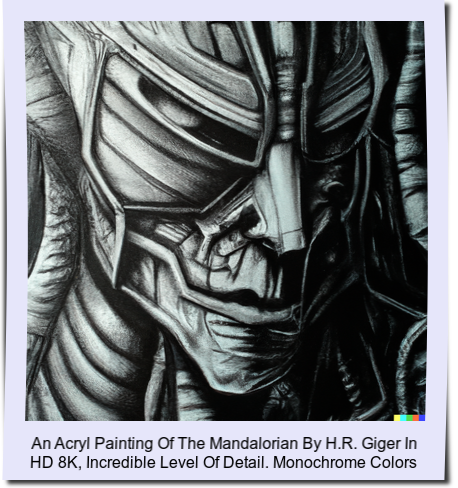 An Acryl Painting Of The Mandalorian By H.R. Giger In
HD 8K, Incredible Level Of Detail. Monochrome Colors